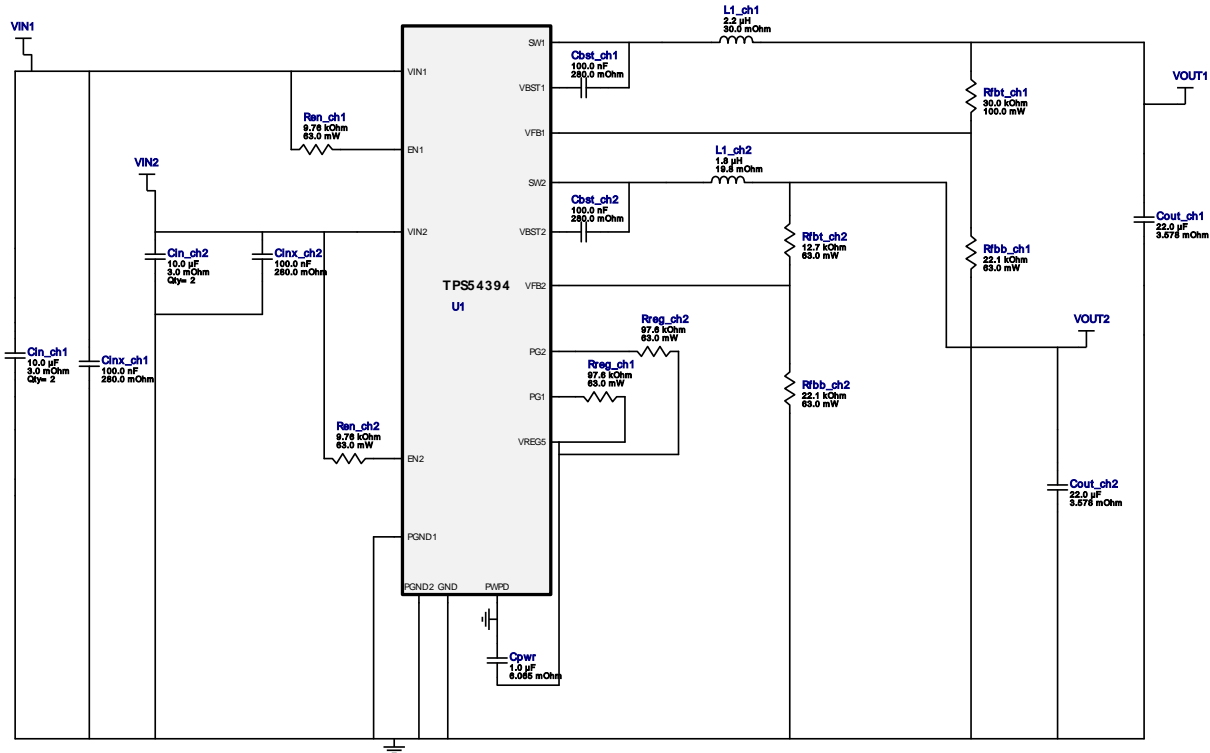 VIN1
VIN1
Ren_ch1
9.76 kOhm
63.0 mW
EN1
VIN2
VIN2
Cin_ch2
10.0 µF
3.0 mOhm
Qty= 2
Cinx_ch2
100.0 nF
280.0 mOhm
Cin_ch1
10.0 µF
3.0 mOhm
Qty= 2
Cinx_ch1
100.0 nF
280.0 mOhm
Ren_ch2
9.76 kOhm
63.0 mW
EN2
PGND1
PGND2 GND PWPD
TPS54394
U1
SW1
VBST1
VFB1
SW2
VBST2
VFB2
PG2
PG1
VREG5
Cbst_ch1
100.0 nF
280.0 mOhm
L1_ch1
2.2 µH
30.0 mOhm
L1_ch2
1.8 µH
19.8 mOhm
Cbst_ch2
100.0 nF
280.0 mOhm
Rfbt_ch1
30.0 kOhm
100.0 mW
VOUT1
Rfbt_ch2
12.7 kOhm
63.0 mW
Rfbb_ch1
22.1 kOhm
63.0 mW
Cout_ch1
22.0 µF
3.578 mOhm
Rreg_ch2
97.6 kOhm
63.0 mW
Rreg_ch1
97.6 kOhm
63.0 mW
VOUT2
Rfbb_ch2
22.1 kOhm
63.0 mW
Cout_ch2
22.0 µF
3.578 mOhm
Cpwr
1.0 µF
6.065 mOhm